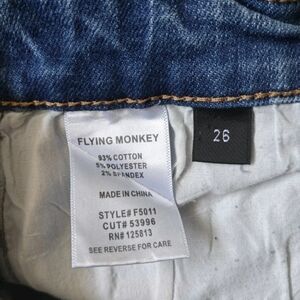 FLYING MONKEY
93% COTTON
5% POLYESTER
2% SPANDEX
MADE IN CHINA
STYLE# F5011
CUT# 53996
RN# 125813
SEE REVERSE FOR CARE
26